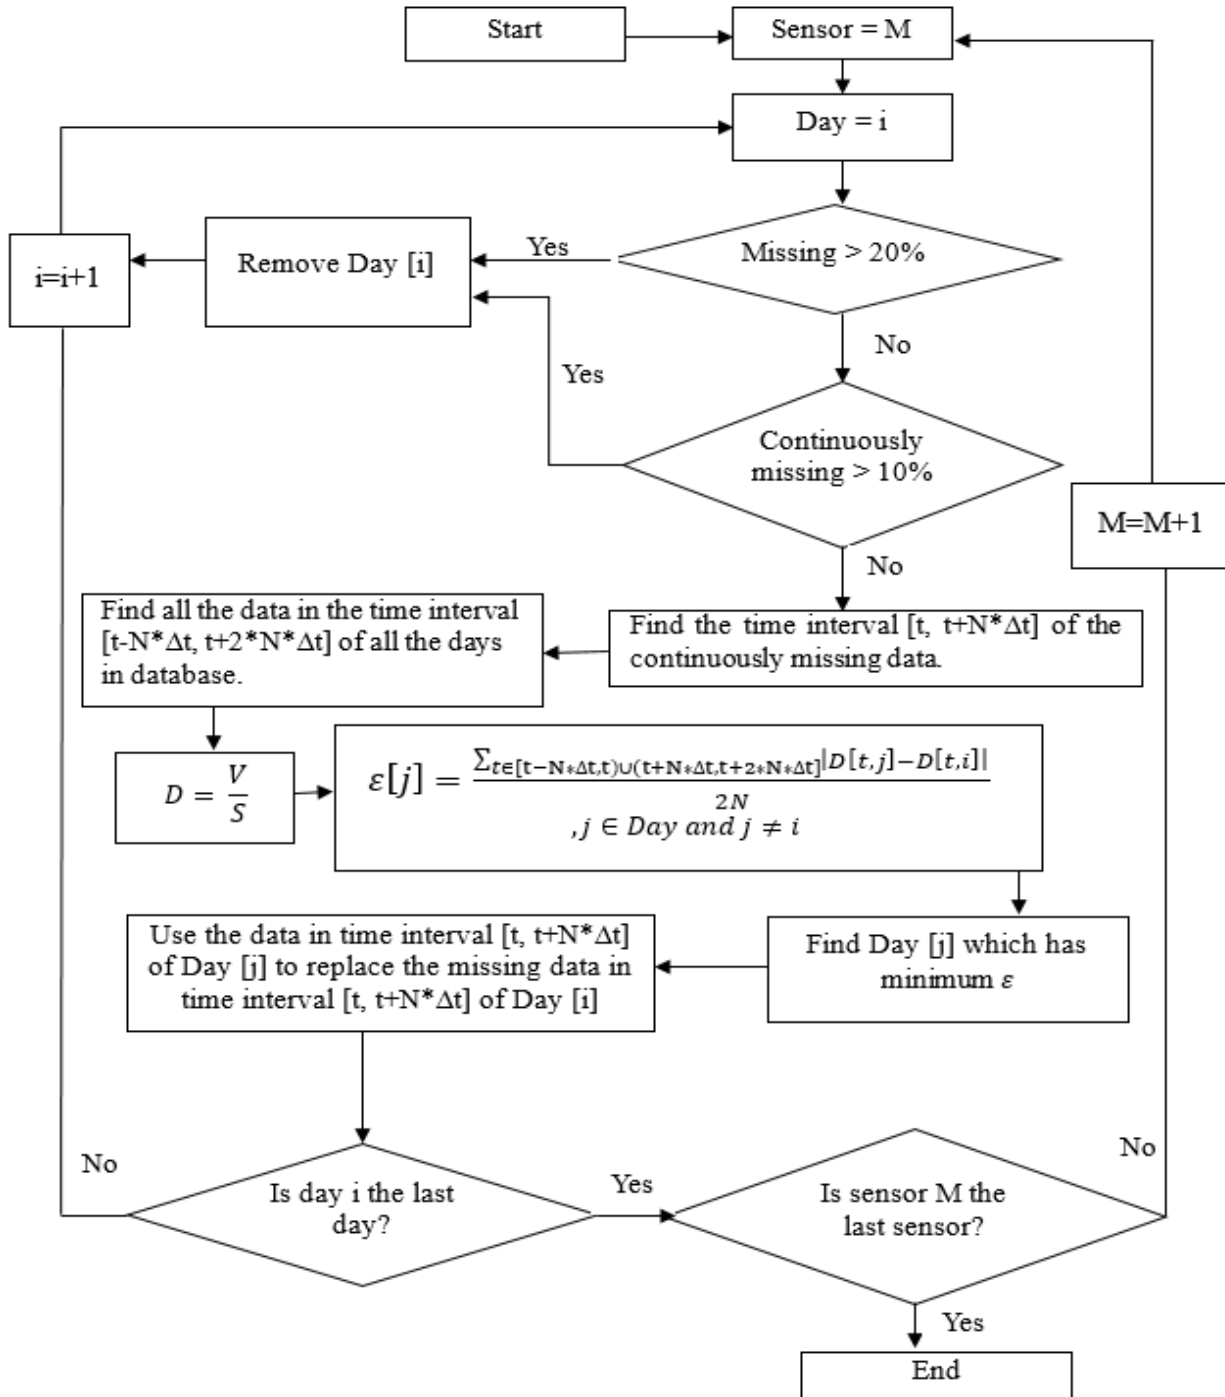 Start
Sensor = M
Day = i
Missing > 20%
Yes
Remove Day [i]
i=i+1
No
Yes
Continuously
missing > 10%
M=M+1
No
Find the time interval [t, t+N*Δt] of the
continuously missing data.
Find all the data in the time interval
[t-N*Δt, t+2*N*Δt] of all the days
in database.
D = V/S
ε[j] = ∑t∈[t−N*Δt,t)∪(t+N*Δt,t+2*N*Δt]|D[t,j]−D[t,i]| / 2N
, j ∈ Day and j ≠ i
Find Day [j] which has
minimum ε
Use the data in time interval [t, t+N*Δt]
of Day [j] to replace the missing data in
time interval [t, t+N*Δt] of Day [i]
No
Is day i the last
day?
Yes
Is sensor M the
last sensor?
No
Yes
End